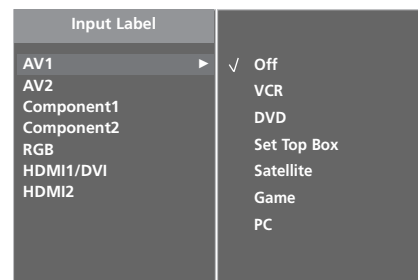 Input Label
AV1
AV2
Component1
Component2
RGB
HDMI1/DVI
HDMI2
Off
VCR
DVD
Set Top Box
Satellite
Game
PC